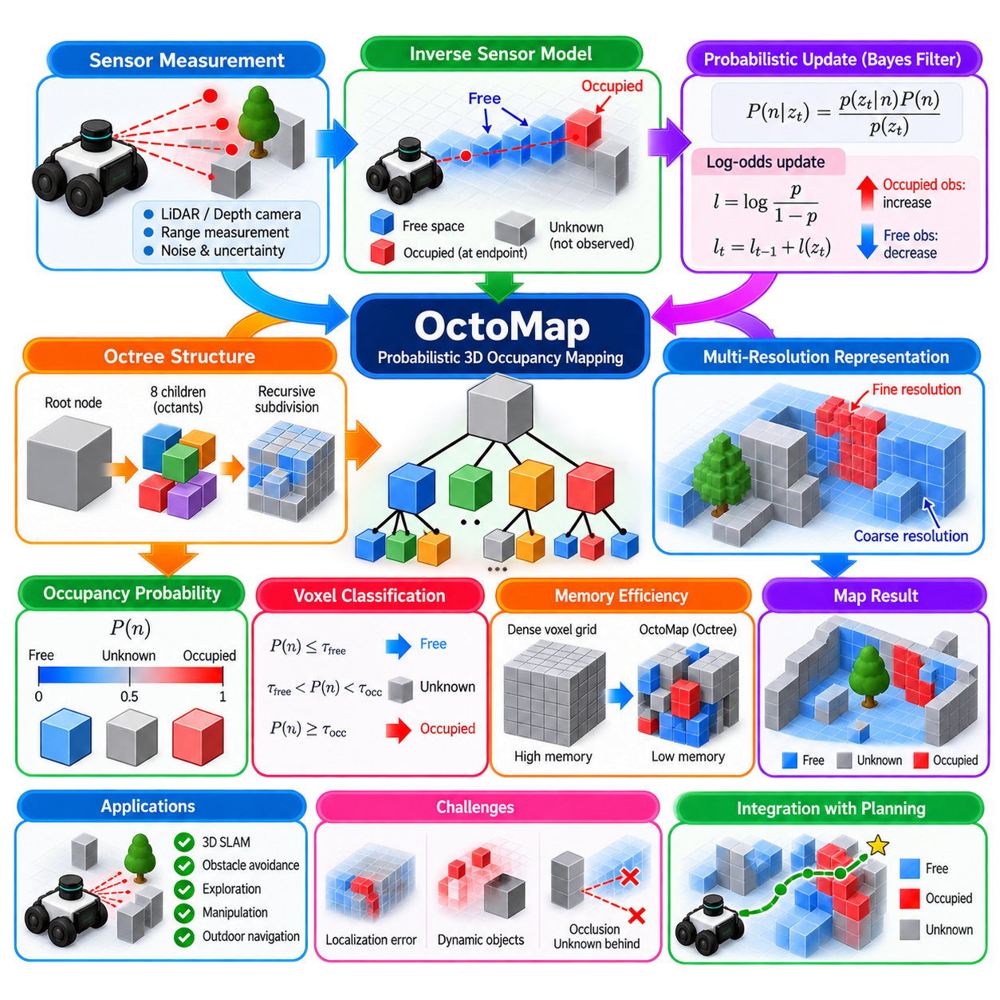 Sensor Measurement
LiDAR / Depth camera
Range measurement
Noise & uncertainty
Inverse Sensor Model
Free
Occupied
Free space
Occupied (at endpoint)
Unknown
(not observed)
Probabilistic Update (Bayes Filter)
P(n|z_t) = p(z_t|n)P(n) / p(z_t)
Log-odds update
l = log p / 1 − p
l_t = l_{t−1} + l(z_t)
Occupied obs:
increase
Free obs:
decrease
OctoMap
Probabilistic 3D Occupancy Mapping
Octree Structure
Root node
8 children
(octants)
Recursive
subdivision
Multi-Resolution Representation
Fine resolution
Coarse resolution
Occupancy Probability
P(n)
Free
Unknown
Occupied
0
0.5
1
Voxel Classification
P(n) ≤ τ_free
Free
τ_free < P(n) < τ_occ
Unknown
P(n) ≥ τ_occ
Occupied
Memory Efficiency
Dense voxel grid
OctoMap (Octree)
High memory
Low memory
Map Result
Free
Unknown
Occupied
Applications
3D SLAM
Obstacle avoidance
Exploration
Manipulation
Outdoor navigation
Challenges
Localization error
Dynamic objects
Occlusion
Unknown behind
Integration with Planning
Free
Occupied
Unknown